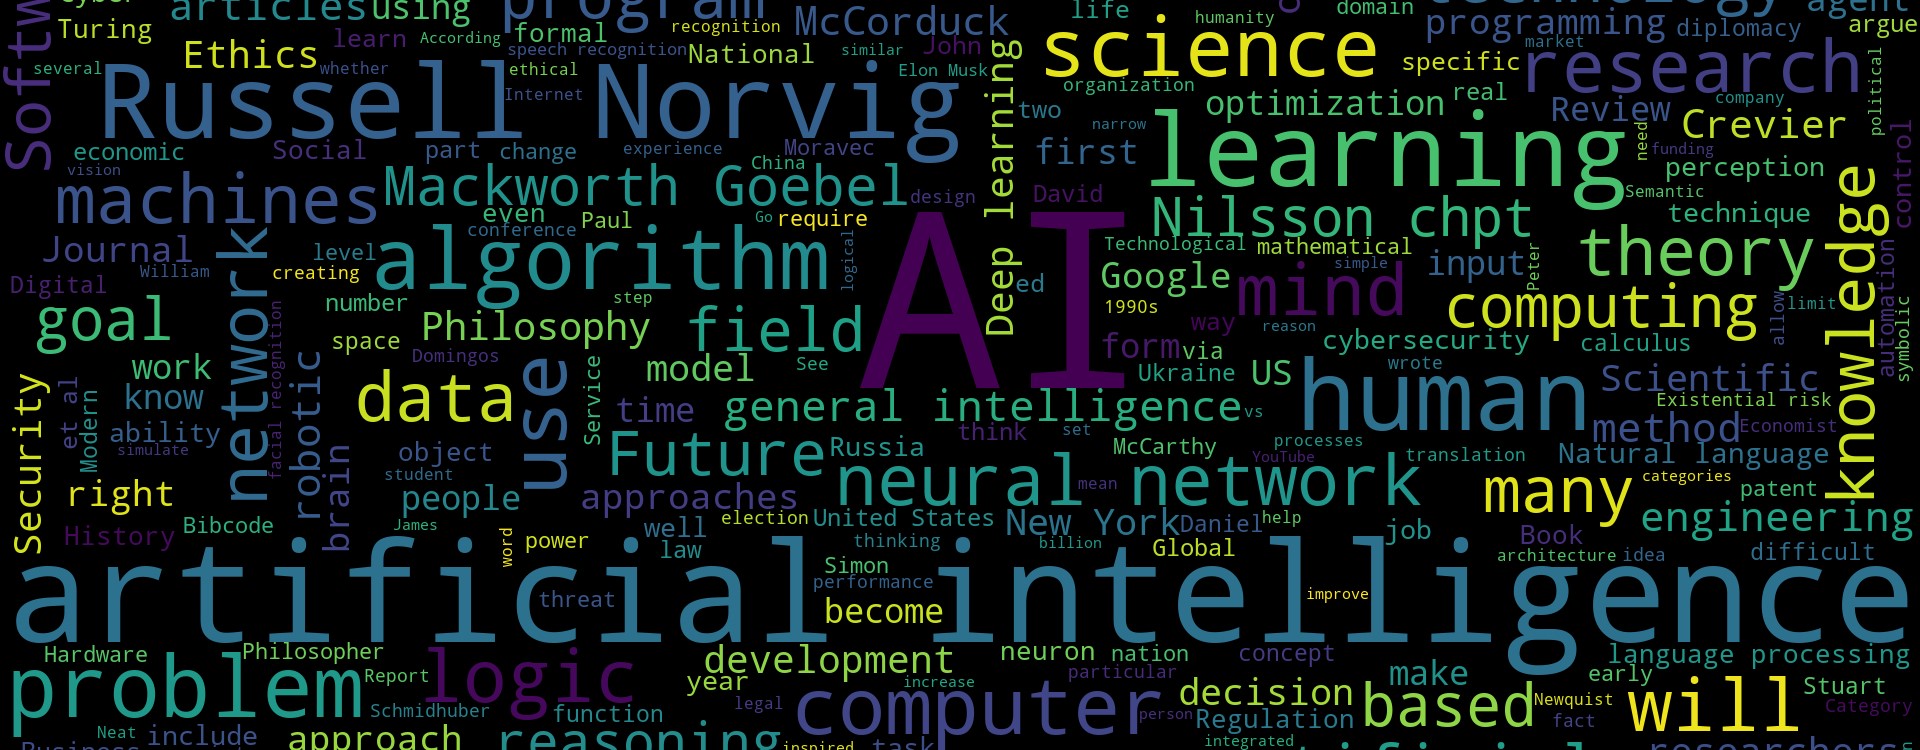 articles using program McCorduck life humanity domain technology agent
Turing Ethics learn According formal recognition programming diplomacy argue
Software speech recognition National similar John science market
several whether ethical Elon Musk specific research
Russell Norvig Internet organization optimization real Review company political
two narrow learning need Crevier control
economic Social part change experience Moravec first funding perception
vision China Deep learning Semantic
machines Mackworth Goebel design David technique
even Paul Go require Nilsson chpt knowledge
conference Technological mathematical theory
Journal level algorithm logical AI simple input Peter automation
William creating Google mind
Digital number step ed 1990s computing allow limit
goal network space Philosophy field way reason symbolic
facial recognition Domingos form via cybersecurity calculus
work robotic data use Service model See Ukraine US wrote Scientific
know human Existential risk
Security et al Modern ability time general intelligence vs method Economist
simulate brain object Future Russia think set McCarthy processes
student YouTube translation Natural language
right people approaches neural network mean many categories patent
Bibcode James well election United States New York Daniel help job engineering
History word power law thinking billion Global Book architecture idea difficult
artificial intelligence
Simon performance threat become improve
Hardware Philosopher development neuron nation concept language processing
problem Report logic year increase particular make early
Schmidhuber function legal computer person decision based Newquist will Stuart
Regulation fact Category
Neat include approach reasoning inspired task integrated researchers
Business